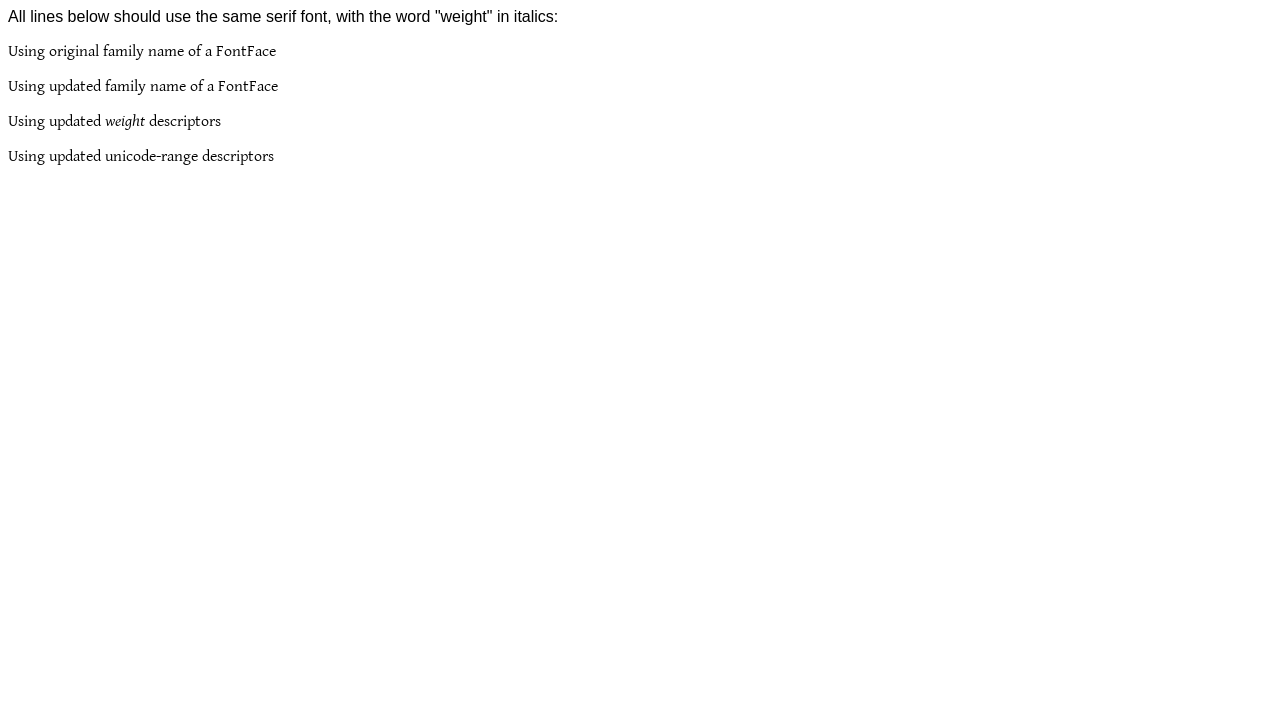 All lines below should use the same serif font, with the word "weight" in italics:
Using original family name of a FontFace
Using updated family name of a FontFace
Using updated weight descriptors
Using updated unicode-range descriptors